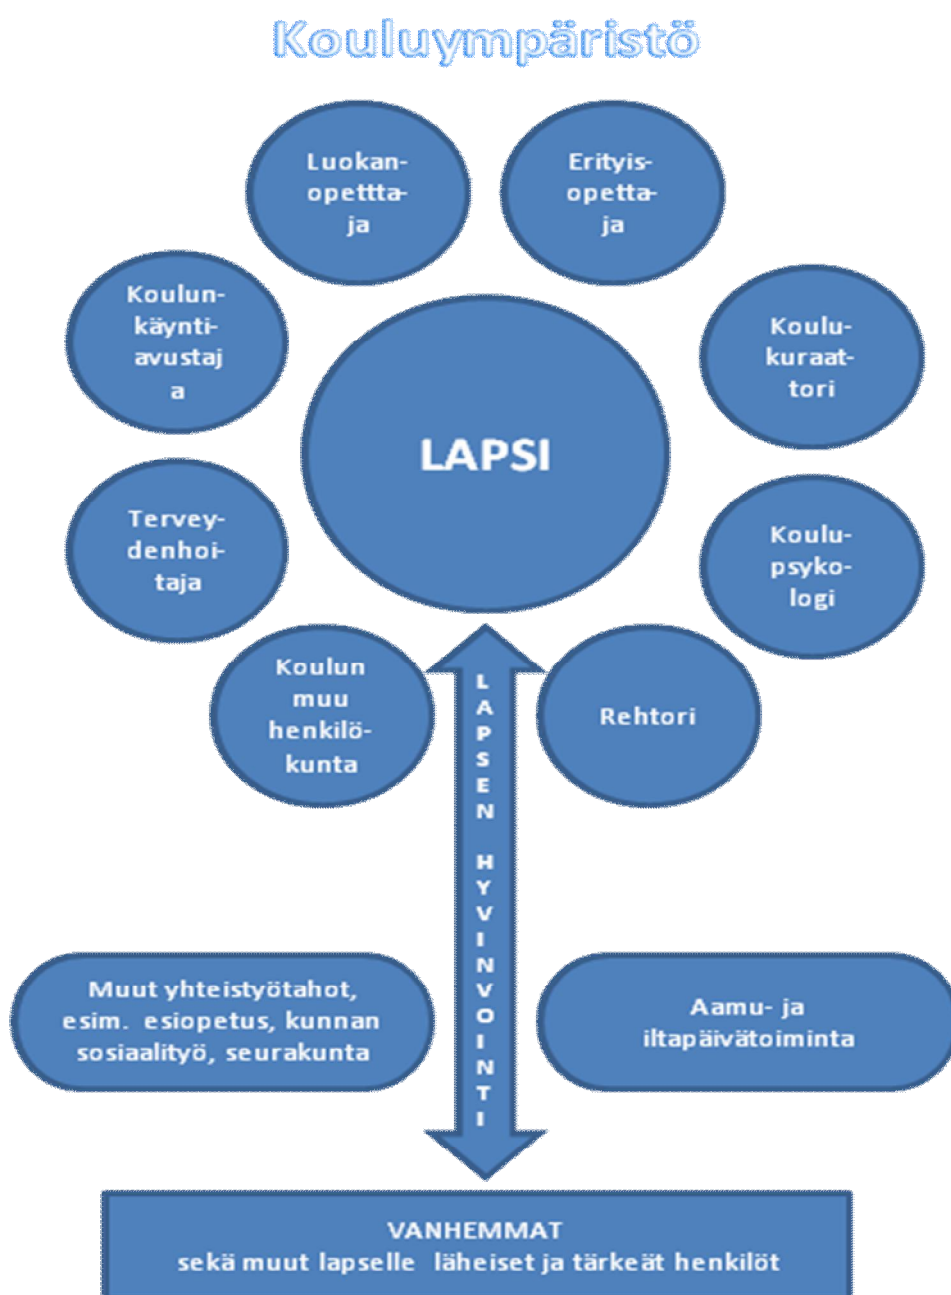 Kouluympäristö
Luokan-
opettta-
ja
Erityis-
opetta-
ja
Koulun-
käynti-
avustaj
a
Koulu-
kuraat-
tori
LAPSI
Tervey-
denhoi-
taja
Koulu-
psyko-
logi
Koulun
muu
henkilö-
kunta
Rehtori
LAPSEN HYVINVOINTI
Muut yhteistyötahot,
esim. esiopetus, kunnan
sosiaalityö, seurakunta
Aamu- ja
iltapäivätoiminta
VANHEMMAT
sekä muut lapselle läheiset ja tärkeät henkilöt